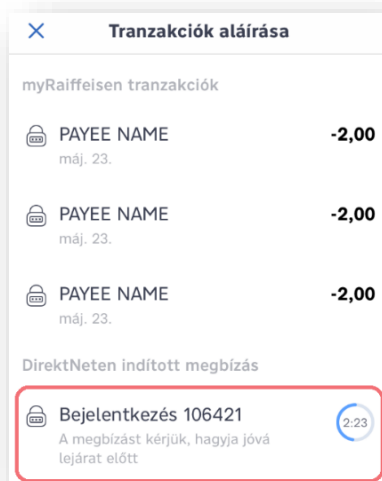 Tranzakciók aláírása
myRaiffeisen tranzakciók
PAYEE NAME -2,00
máj. 23.
PAYEE NAME -2,00
máj. 23.
PAYEE NAME -2,00
máj. 23.
DirektNeten indított megbízás
Bejelentkezés 106421 2:23
A megbízást kérjük, hagyja jóvá
lejárat előtt